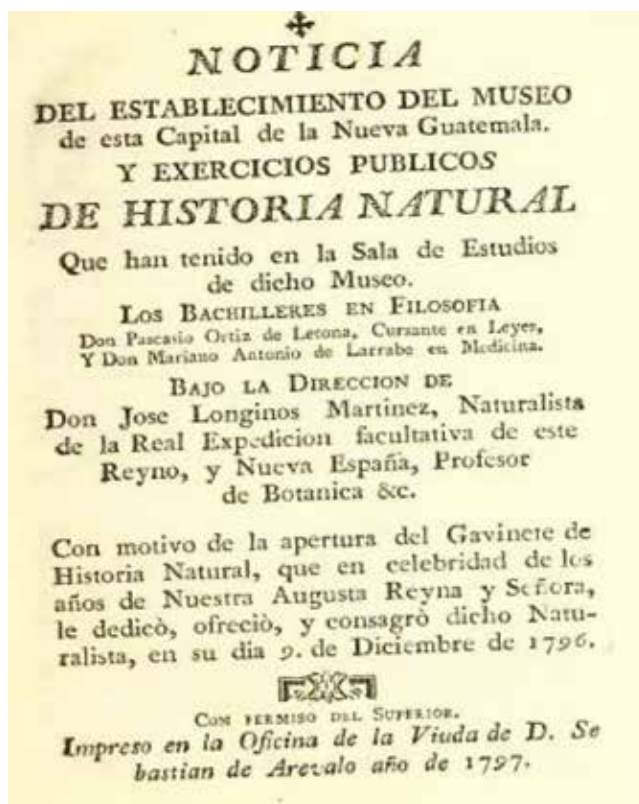 NOTICIA
DEL ESTABLECIMIENTO DEL MUSEO
de esta Capital de la Nueva Guatemala.
Y EXERCICIOS PUBLICOS
DE HISTORIA NATURAL
Que han tenido en la Sala de Estudios
de dicho Museo.
LOS BACHILLERES EN FILOSOFIA
Don Pascasio Ortiz de Letona, Cursante en Leyes,
Y Don Mariano Antonio de Larrabe en Medicina.
BAJO LA DIRECCION DE
Don Jose Longinos Martinez, Naturalista
de la Real Expedicion facultativa de este
Reyno, y Nueva España, Profesor
de Botanica &c.
Con motivo de la apertura del Gavinete de
Historia Natural, que en celebridad de los
años de Nuestra Augusta Reyna y Señora,
le dedicò, ofreciò, y consagrò dicho Natu-
ralista, en su dia 9. de Diciembre de 1796.
CON PERMISO DEL SUPERIOR.
Impreso en la Oficina de la Viuda de D. Se
bastian de Arevalo año de 1797.